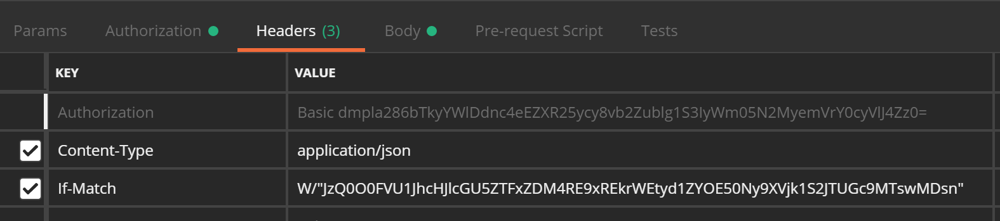 Params Authorization Headers (3) Body Pre-request Script Tests
KEY VALUE
Authorization Basic dmpla286bTkyYWlDdnc4eEZXR25ycy8vb2Zublg1S3IyWm05N2MyemVrY0cyVlJ4Zz0=
Content-Type application/json
If-Match W/"JzQ0O0FVU1JhcHJlcGU5ZTFxZDM4RE9xREkrWEtyd1ZYOE50Ny9XVjk1S2JTUGc9MTswMDsn"